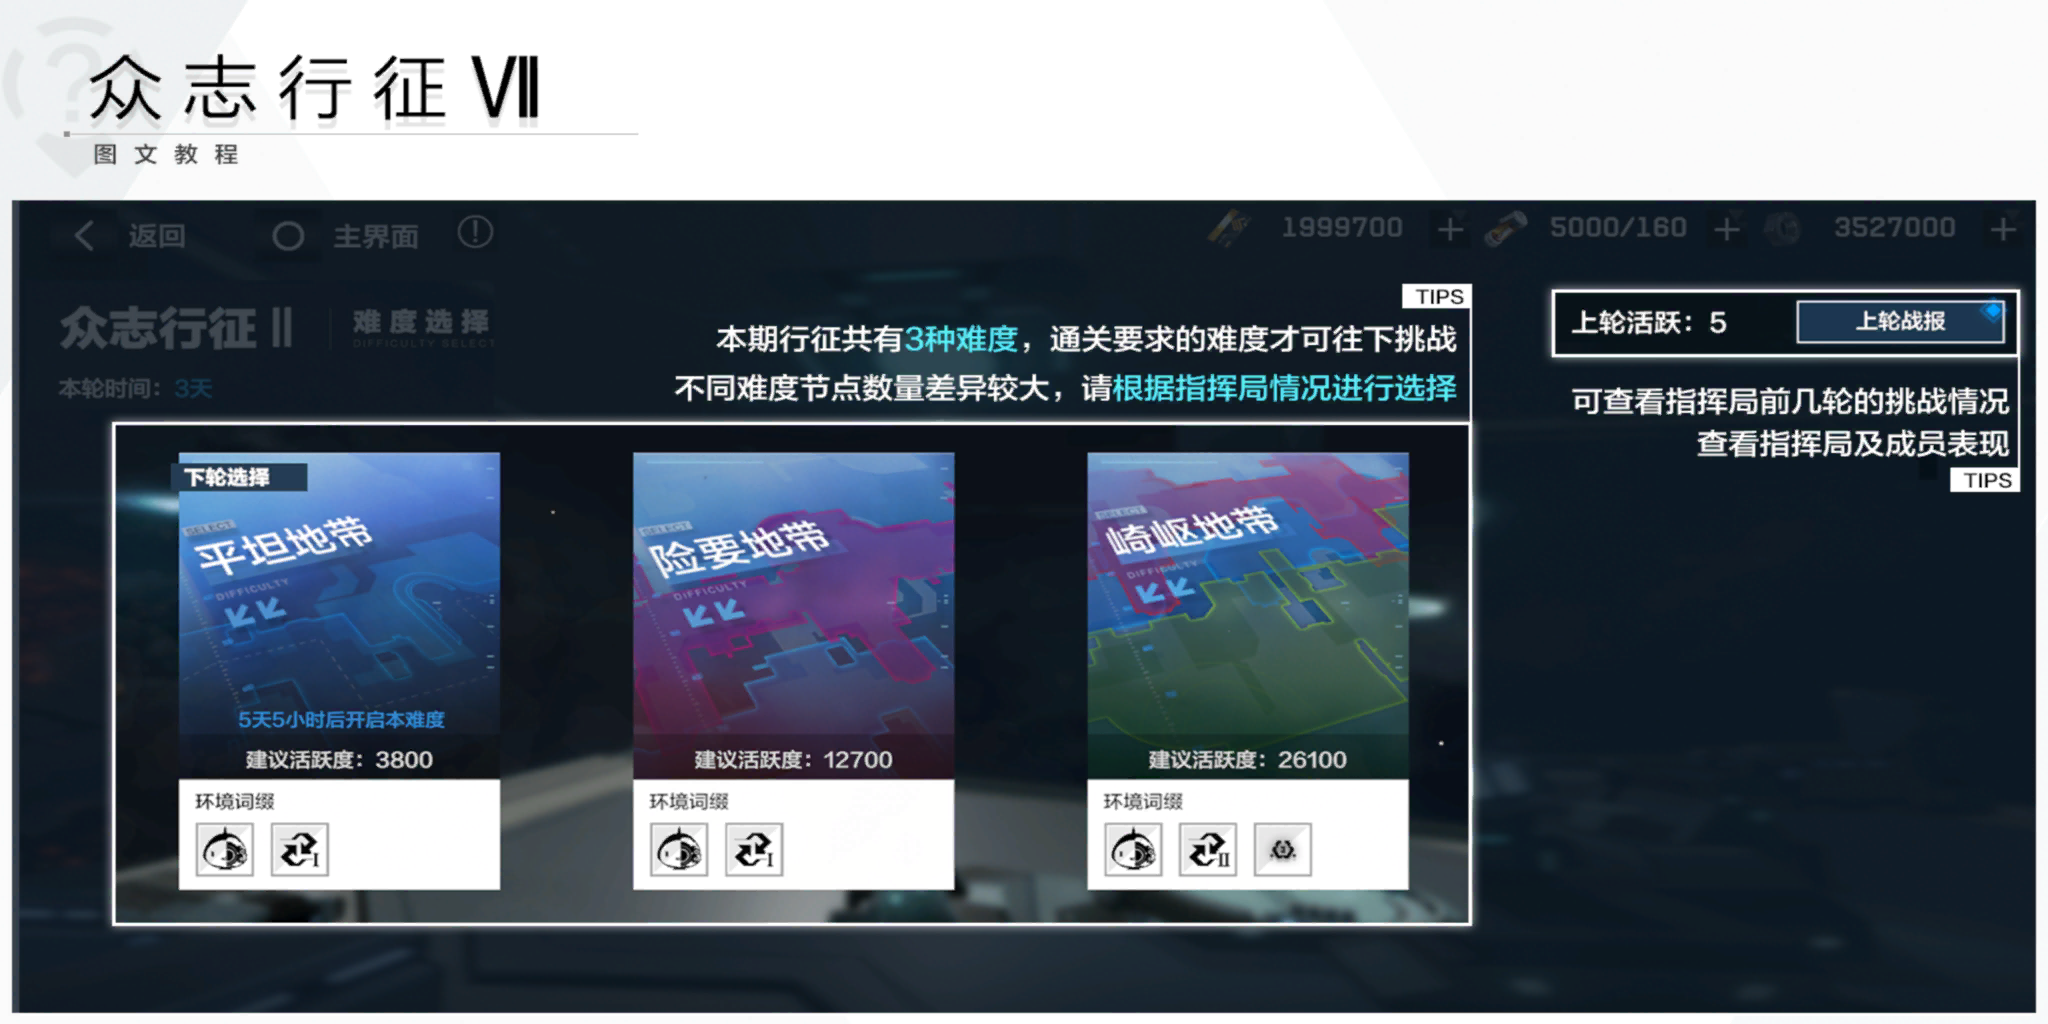 众志行征Ⅶ
图文教程
返回
主界面
1999700
5000/160
3527000
众志行征Ⅱ
难度选择
DIFFICULTY SELECT
本轮时间：3天
TIPS
本期行征共有3种难度，通关要求的难度才可往下挑战
不同难度节点数量差异较大，请根据指挥局情况进行选择
上轮活跃：5
上轮战报
可查看指挥局前几轮的挑战情况
查看指挥局及成员表现
TIPS
下轮选择
SELECT
平坦地带
DIFFICULTY
5天5小时后开启本难度
建议活跃度：3800
环境词缀
I
SELECT
险要地带
DIFFICULTY
建议活跃度：12700
环境词缀
I
SELECT
崎岖地带
DIFFICULTY
建议活跃度：26100
环境词缀
II